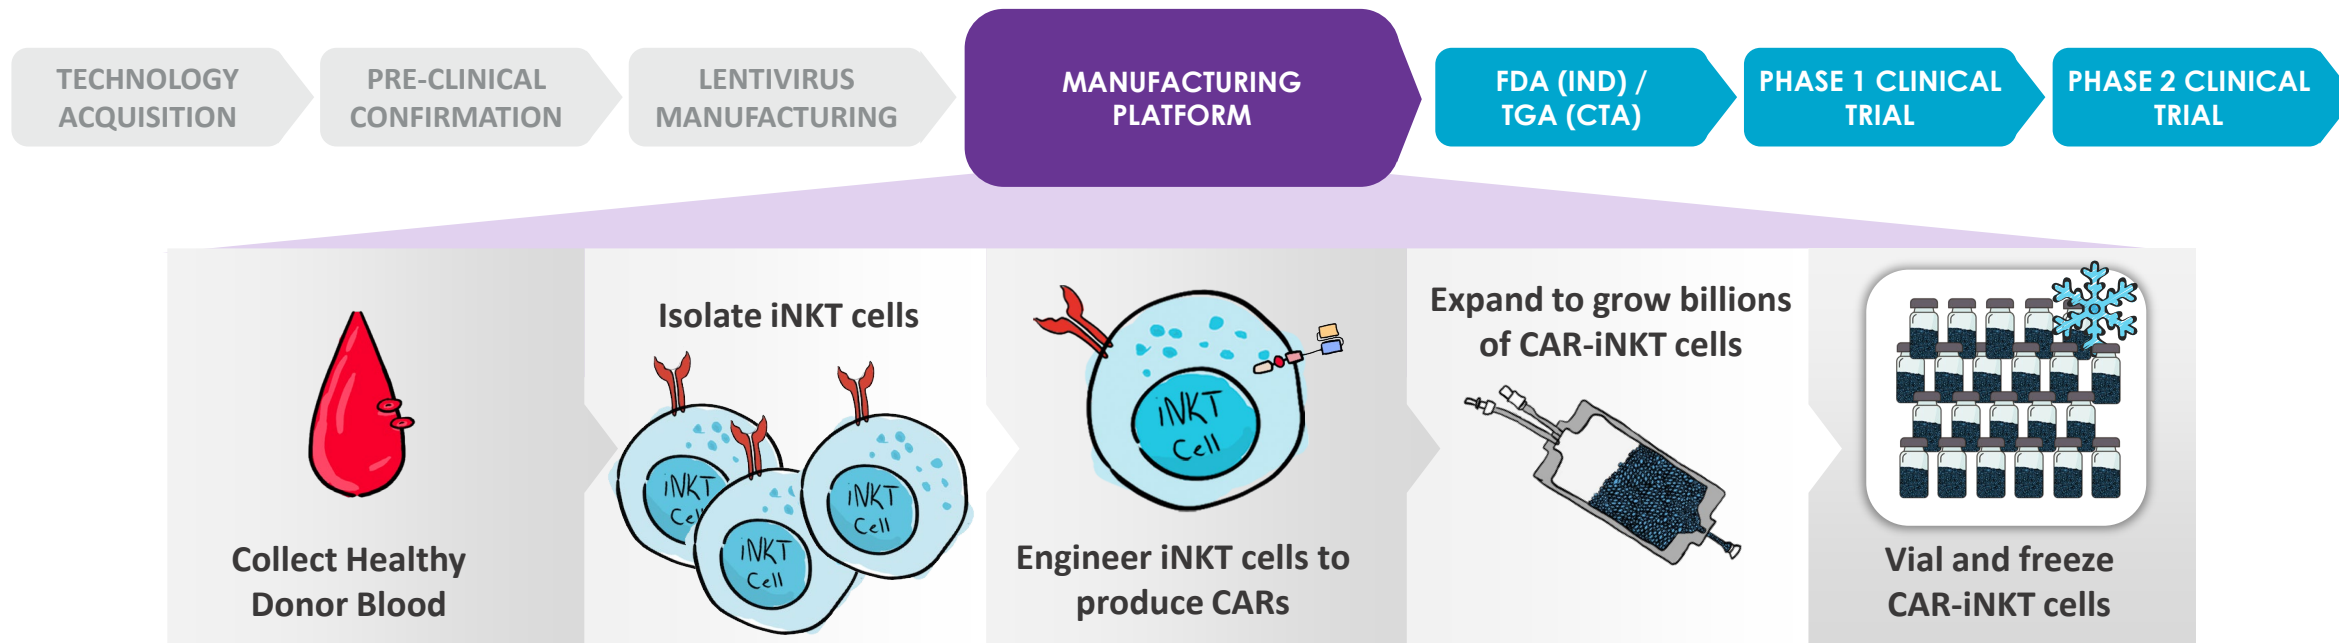 TECHNOLOGY
ACQUISITION
PRE-CLINICAL
CONFIRMATION
LENTIVIRUS
MANUFACTURING
MANUFACTURING
PLATFORM
FDA (IND) /
TGA (CTA)
PHASE 1 CLINICAL
TRIAL
PHASE 2 CLINICAL
TRIAL
Collect Healthy
Donor Blood
Isolate iNKT cells
iNKT
Cell
iNKT
Cell
iNKT
Cell
iNKT
Cell
Engineer iNKT cells to
produce CARs
Expand to grow billions
of CAR-iNKT cells
Vial and freeze
CAR-iNKT cells